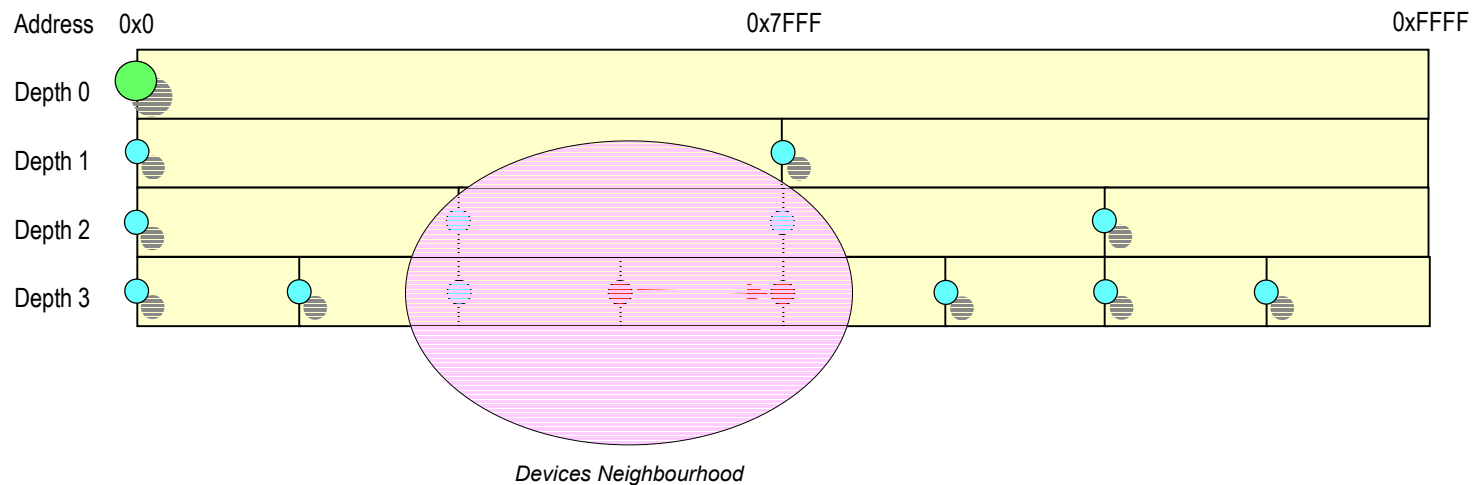 Address 0x0 0x7FFF 0xFFFF
Depth 0
Depth 1
Depth 2
Depth 3
Devices Neighbourhood